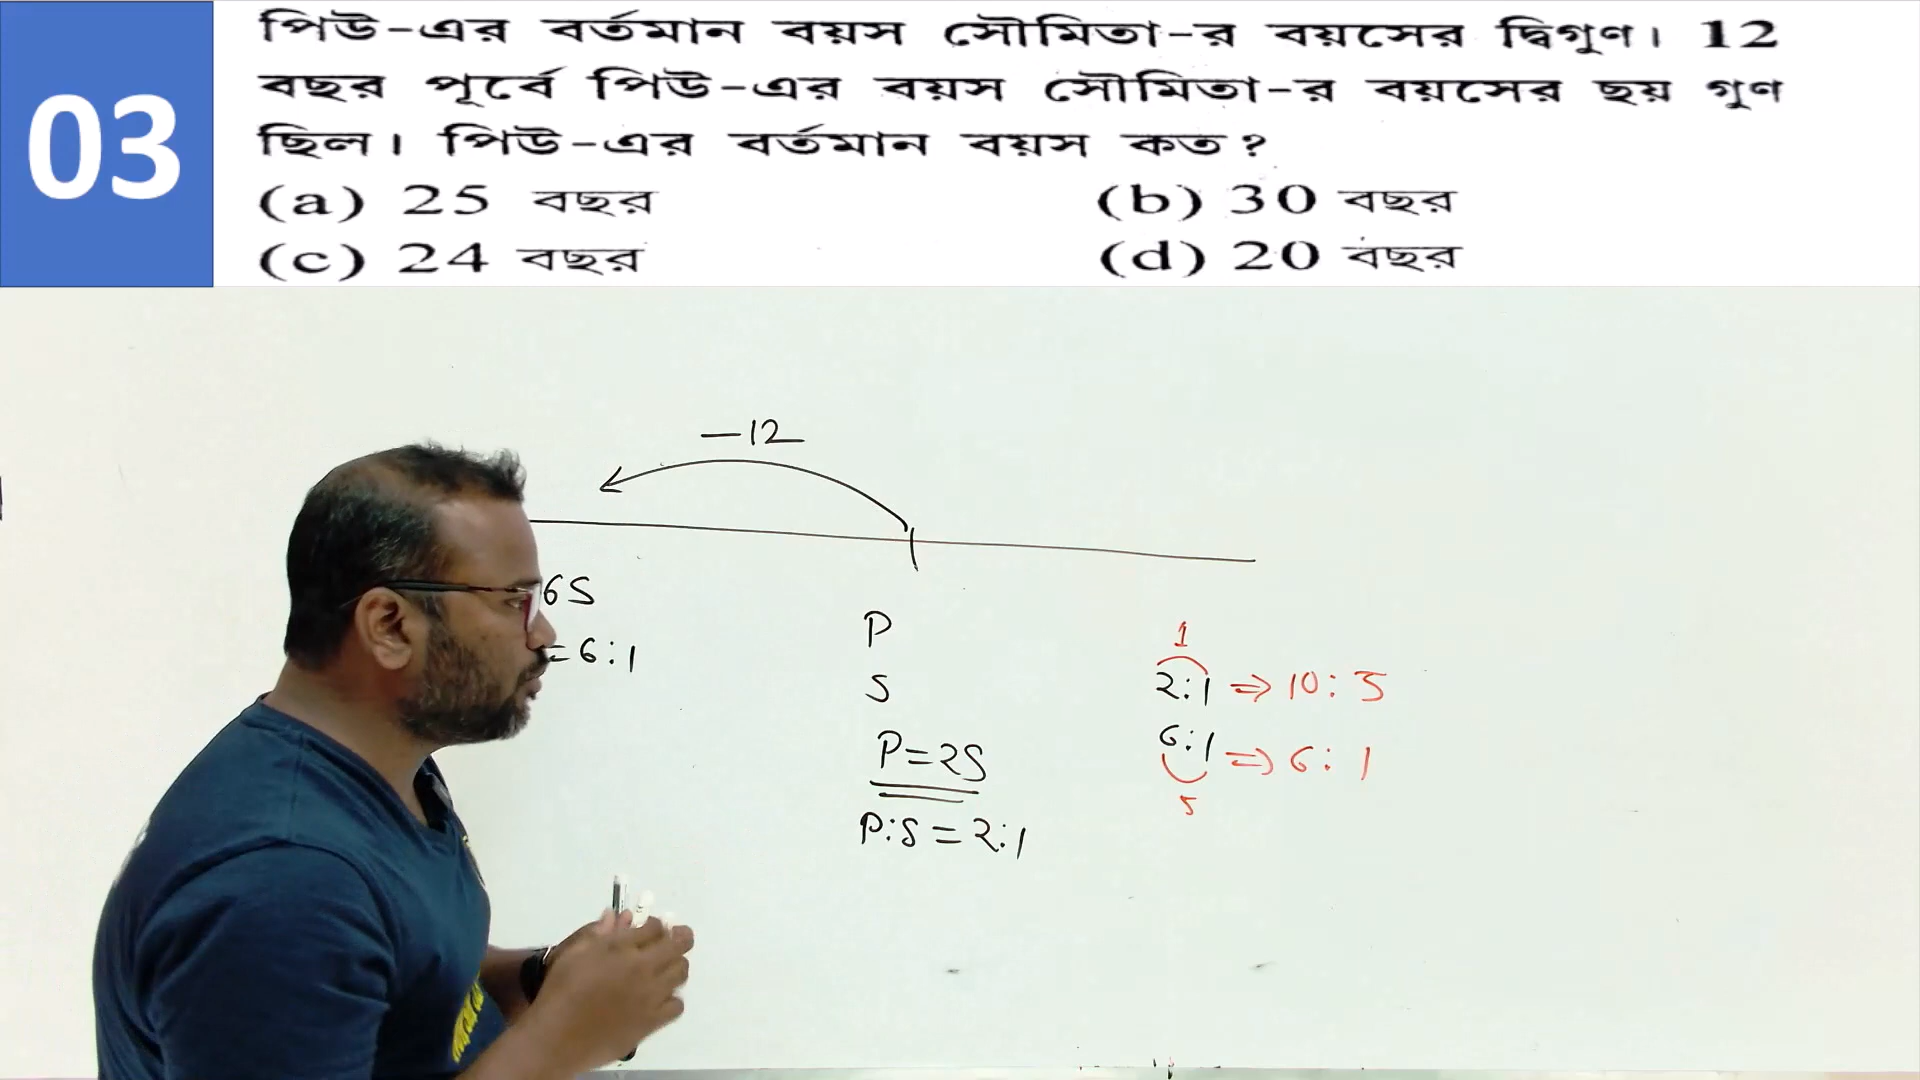 03
পিউ-এর বর্তমান বয়স সৌমিতা-র বয়সের দ্বিগুণ। 12
বছর পূর্বে পিউ-এর বয়স সৌমিতা-র বয়সের ছয় গুণ
ছিল। পিউ-এর বর্তমান বয়স কত?
(a) 25 বছর (b) 30 বছর
(c) 24 বছর (d) 20 বছর
—12
6S
=6:1
P
S
P=2S
P:S=2:1
1
2:1 ⇒ 10:5
6:1 ⇒ 6:1
5